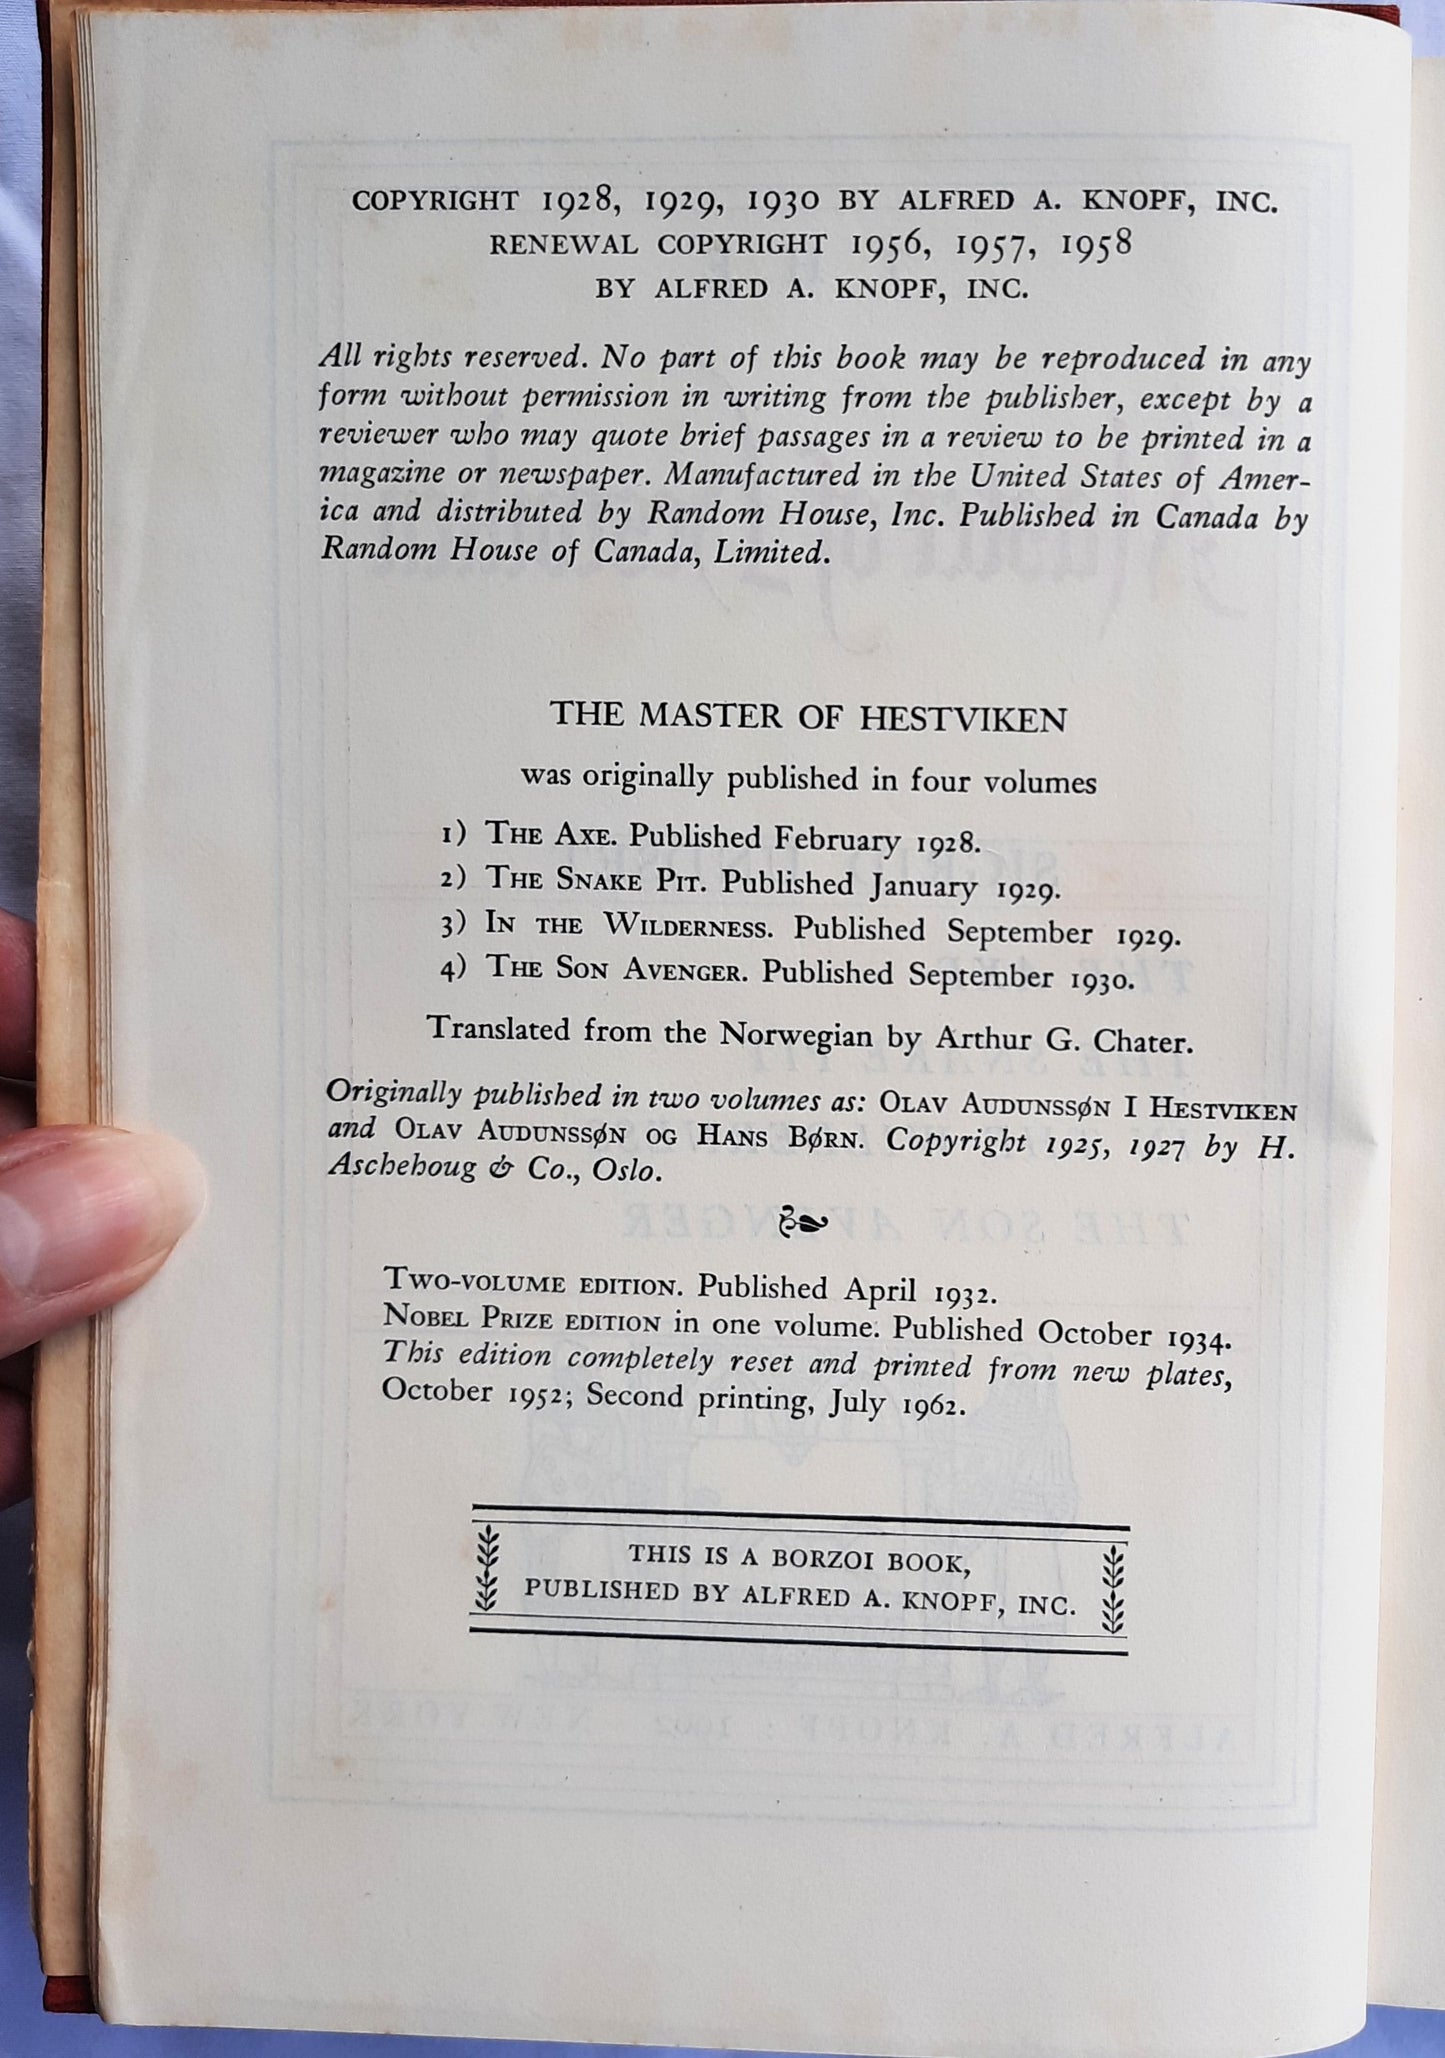 COPYRIGHT 1928, 1929, 1930 BY ALFRED A. KNOPF, INC.
RENEWAL COPYRIGHT 1956, 1957, 1958
BY ALFRED A. KNOPF, INC.
All rights reserved. No part of this book may be reproduced in any
form without permission in writing from the publisher, except by a
reviewer who may quote brief passages in a review to be printed in a
magazine or newspaper. Manufactured in the United States of Amer-
ica and distributed by Random House, Inc. Published in Canada by
Random House of Canada, Limited.
THE MASTER OF HESTVIKEN
was originally published in four volumes
1) THE AXE. Published February 1928.
2) THE SNAKE PIT. Published January 1929.
3) IN THE WILDERNESS. Published September 1929.
4) THE SON AVENGER. Published September 1930.
Translated from the Norwegian by Arthur G. Chater.
Originally published in two volumes as: OLAV AUDUNSSØN I HESTVIKEN
and OLAV AUDUNSSØN OG HANS BØRN. Copyright 1925, 1927 by H.
Aschehoug & Co., Oslo.
TWO-VOLUME EDITION. Published April 1932.
NOBEL PRIZE EDITION in one volume. Published October 1934.
This edition completely reset and printed from new plates,
October 1952; Second printing, July 1962.
THIS IS A BORZOI BOOK,
PUBLISHED BY ALFRED A. KNOPF, INC.